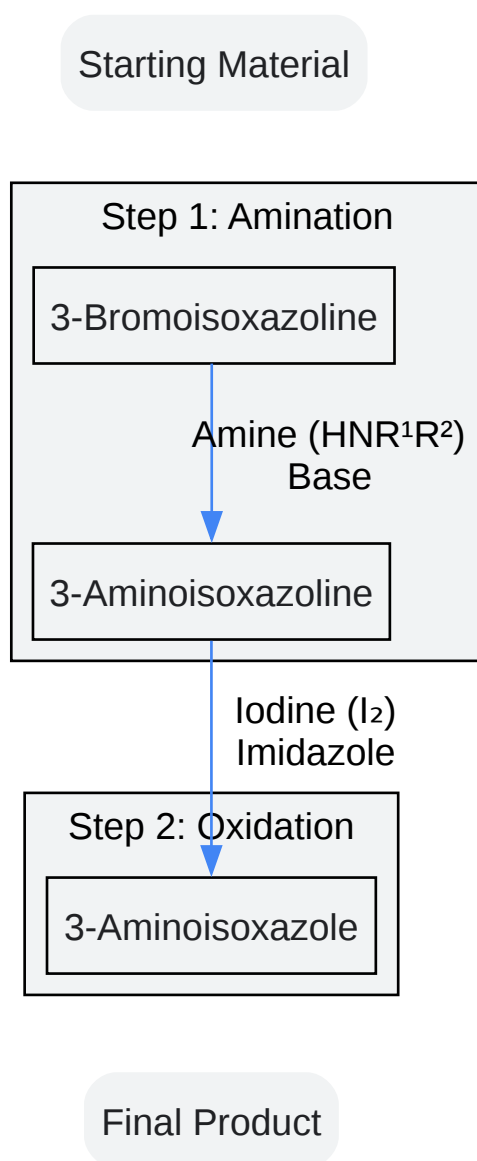 Starting Material
Step 1: Amination
3-Bromoisoxazoline
Amine (HNR¹R²)
Base
3-Aminoisoxazoline
Iodine (I₂)
Imidazole
Step 2: Oxidation
3-Aminoisoxazole
Final Product